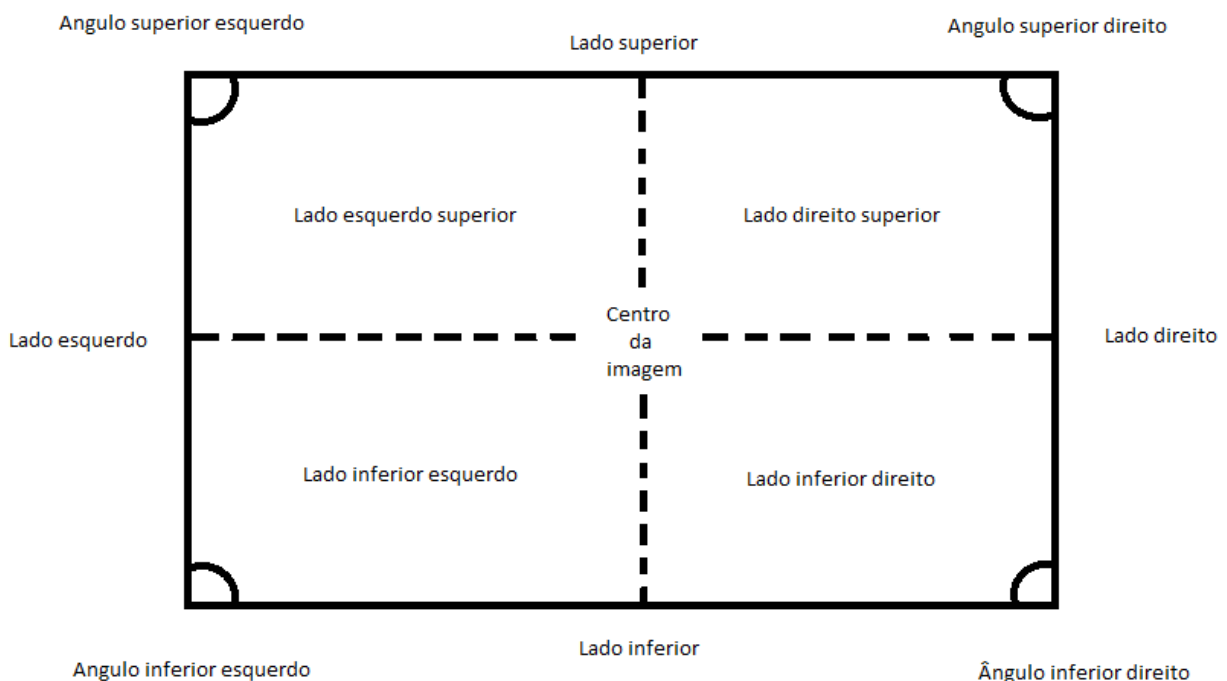 Angulo superior esquerdo
Lado superior
Angulo superior direito
Lado esquerdo superior
Lado direito superior
Lado esquerdo
Centro
da
imagem
Lado direito
Lado inferior esquerdo
Lado inferior direito
Angulo inferior esquerdo
Lado inferior
Ângulo inferior direito